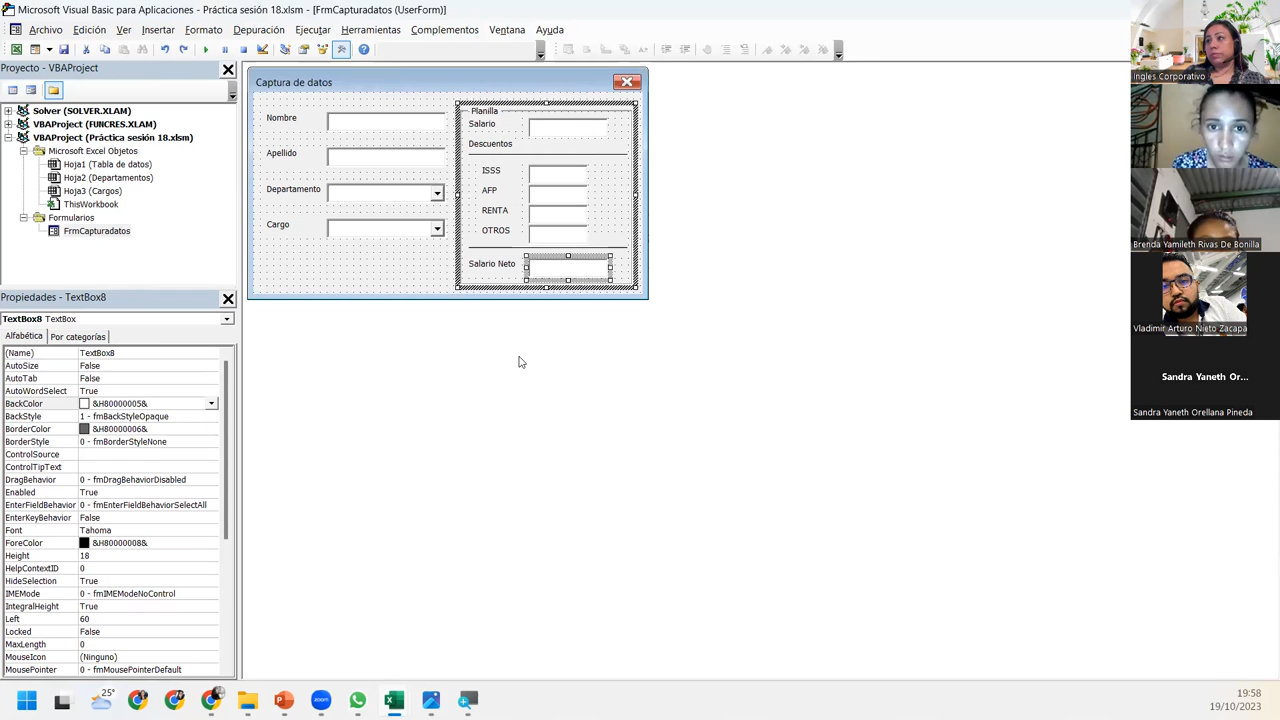 Microsoft Visual Basic para Aplicaciones - Práctica sesión 18.xlsm - [FrmCapturadatos (UserForm)]
Archivo Edición Ver Insertar Formato Depuración Ejecutar Herramientas Complementos Ventana Ayuda
Proyecto - VBAProject
Solver (SOLVER.XLAM)
VBAProject (FUNCRES.XLAM)
VBAProject (Práctica sesión 18.xlsm)
Microsoft Excel Objetos
Hoja1 (Tabla de datos)
Hoja2 (Departamentos)
Hoja3 (Cargos)
ThisWorkbook
Formularios
FrmCapturadatos
Propiedades - TextBox8
TextBox8 TextBox
Alfabética Por categorías
(Name) TextBox8
AutoSize False
AutoTab False
AutoWordSelect True
BackColor &H80000005&
BackStyle 1 - fmBackStyleOpaque
BorderColor &H80000006&
BorderStyle 0 - fmBorderStyleNone
ControlSource
ControlTipText
DragBehavior 0 - fmDragBehaviorDisabled
Enabled True
EnterFieldBehavior 0 - fmEnterFieldBehaviorSelectAll
EnterKeyBehavior False
Font Tahoma
ForeColor &H80000008&
Height 18
HelpContextID 0
HideSelection True
IMEMode 0 - fmIMEModeNoControl
IntegralHeight True
Left 60
Locked False
MaxLength 0
MouseIcon (Ninguno)
MousePointer 0 - fmMousePointerDefault
Captura de datos
Nombre
Apellido
Departamento
Cargo
Planilla
Salario
Descuentos
ISSS
AFP
RENTA
OTROS
Salario Neto
Ingles Corporativo
Brenda Yamileth Rivas De Bonilla
Vladimir Arturo Nieto Zacapa
Sandra Yaneth Or...
Sandra Yaneth Orellana Pineda
25°
zoom
19:58
19/10/2023